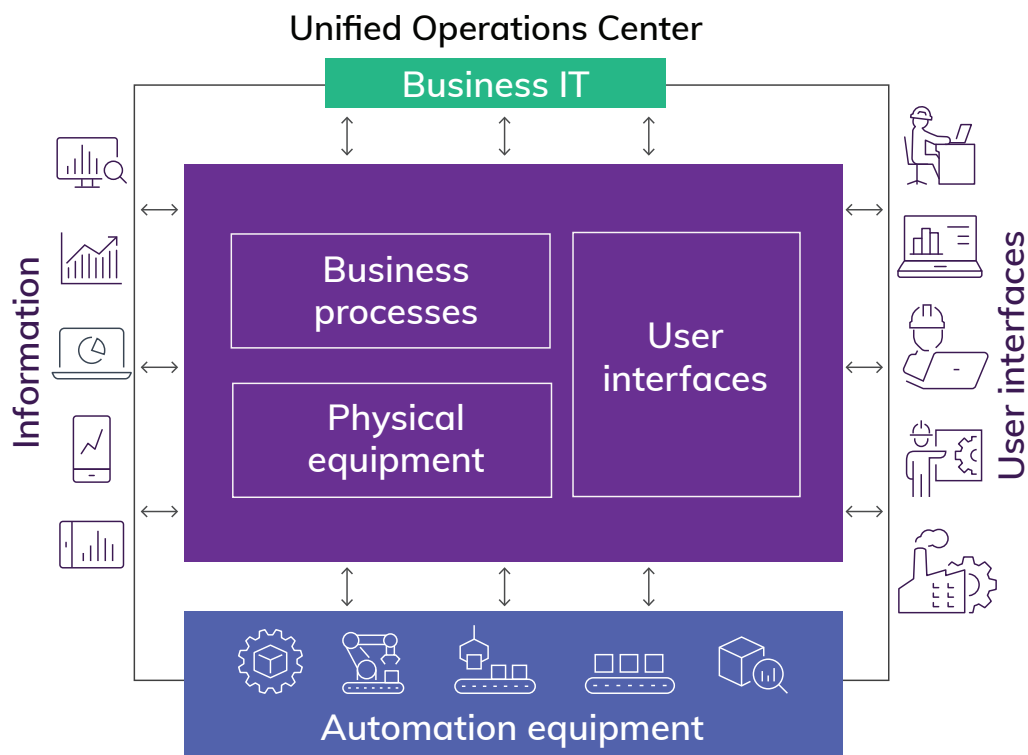 Unified Operations Center
Business IT
Information
Business
processes
Physical
equipment
User
interfaces
User interfaces
Automation equipment